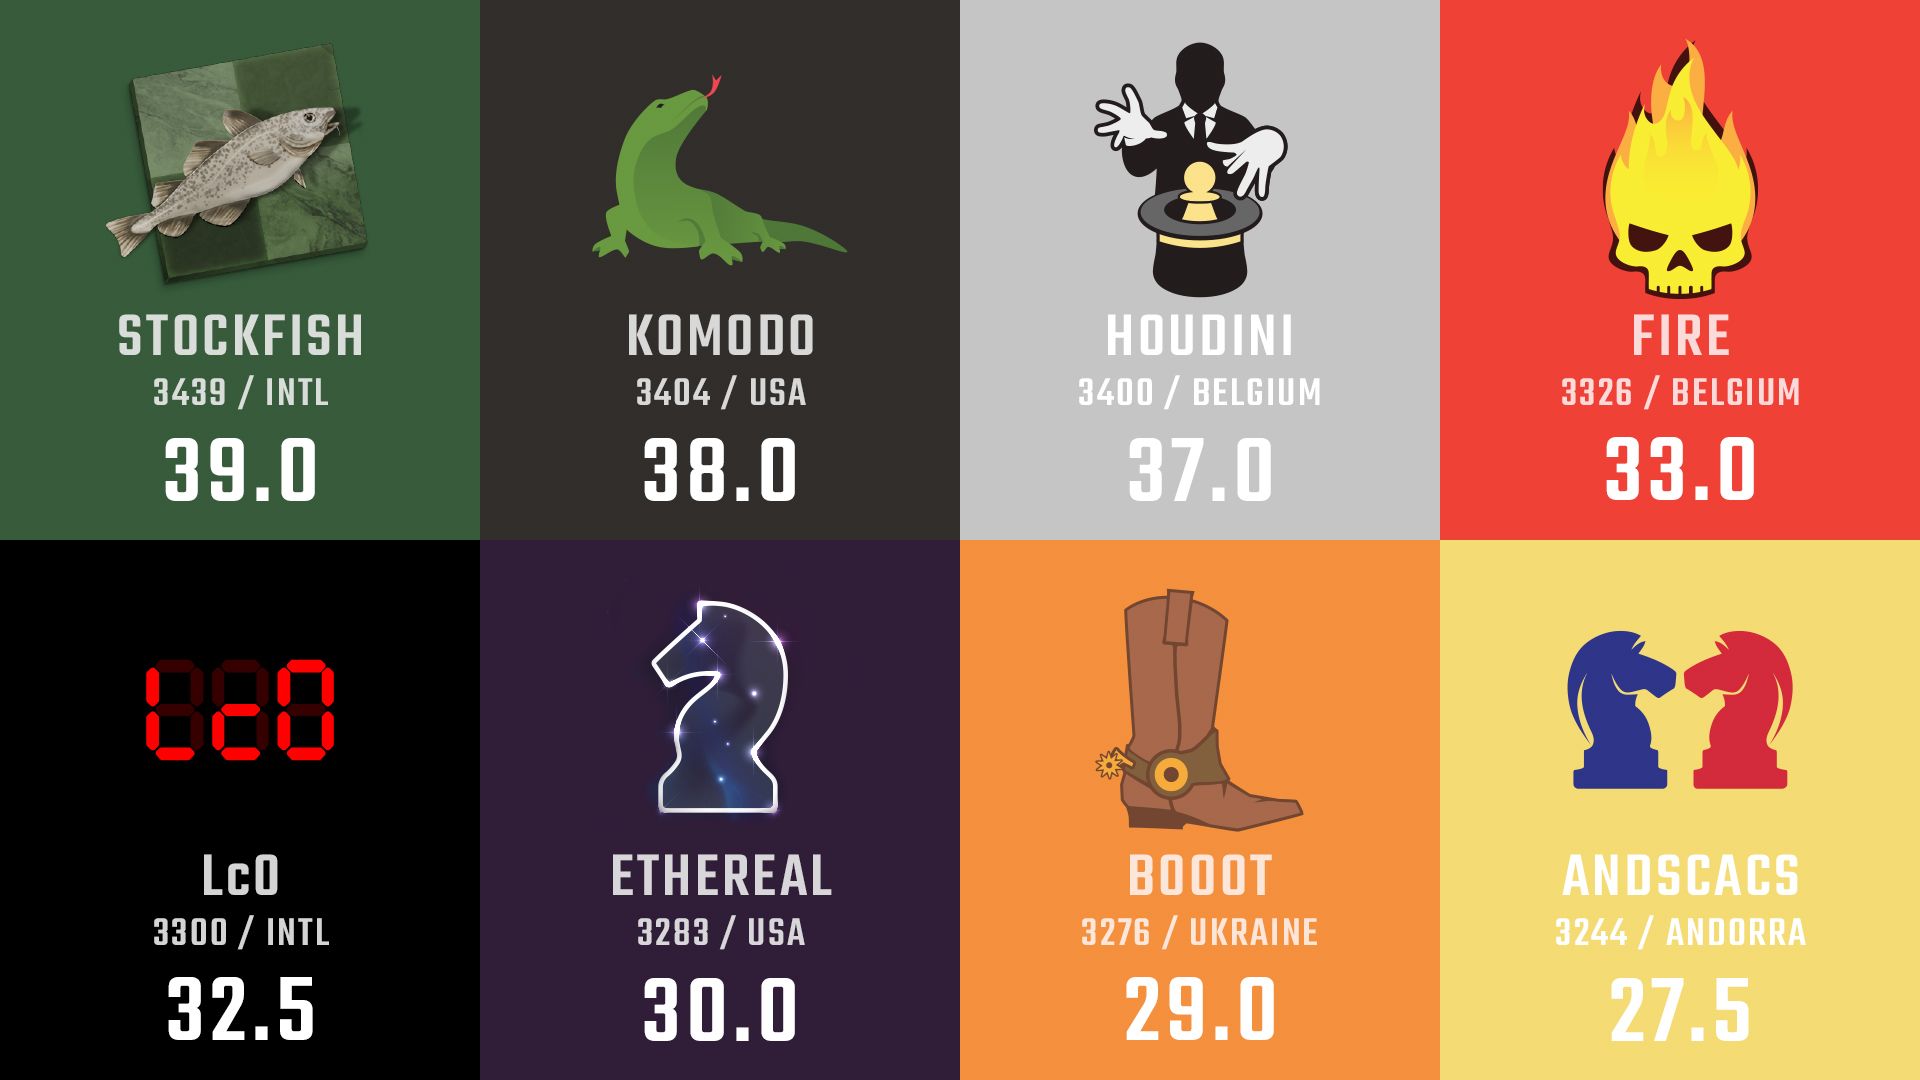 STOCKFISH
3439 / INTL
39.0
KOMODO
3404 / USA
38.0
HOUDINI
3400 / BELGIUM
37.0
FIRE
3326 / BELGIUM
33.0
Lc0
Lc0
3300 / INTL
32.5
ETHEREAL
3283 / USA
30.0
BOOOT
3276 / UKRAINE
29.0
ANDSCACS
3244 / ANDORRA
27.5